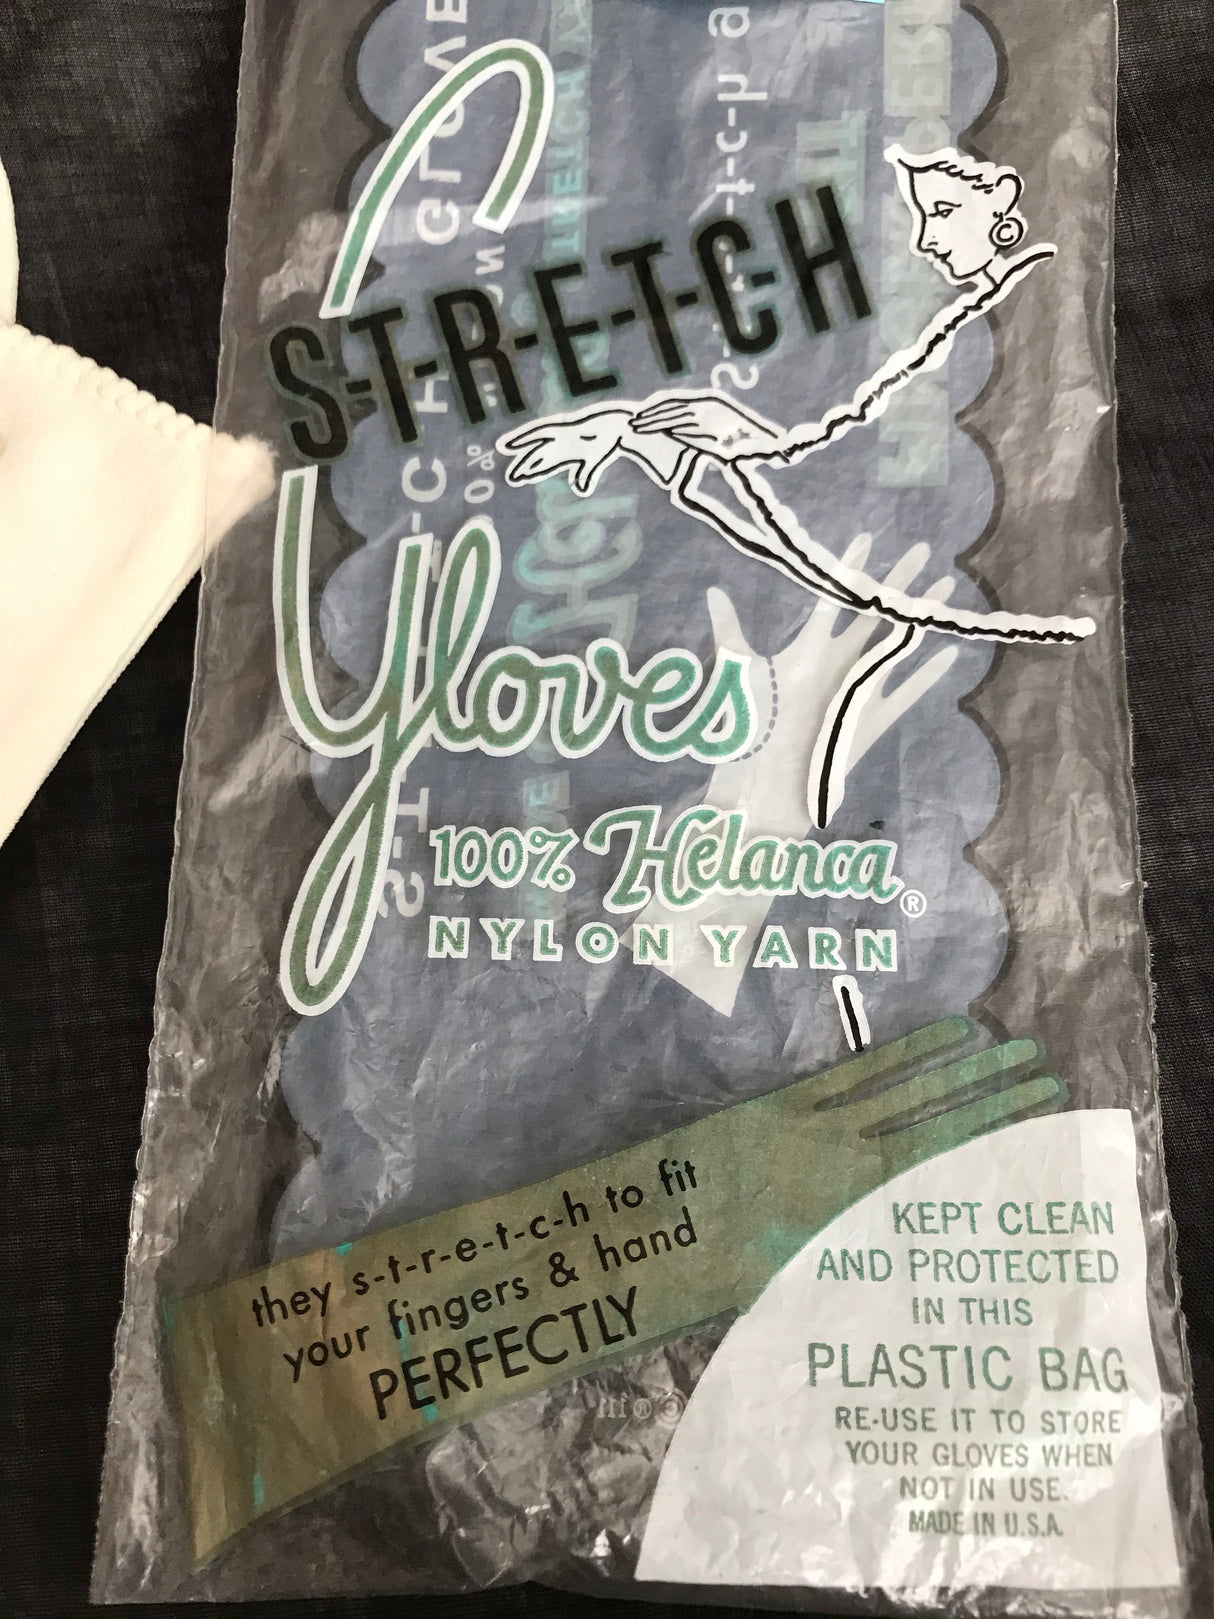 S-T-R-E-T-C-H
Gloves
100% Helanca®
NYLON YARN
they s-t-r-e-t-c-h to fit
your fingers & hand
PERFECTLY
KEPT CLEAN
AND PROTECTED
IN THIS
PLASTIC BAG
RE-USE IT TO STORE
YOUR GLOVES WHEN
NOT IN USE.
MADE IN U.S.A.